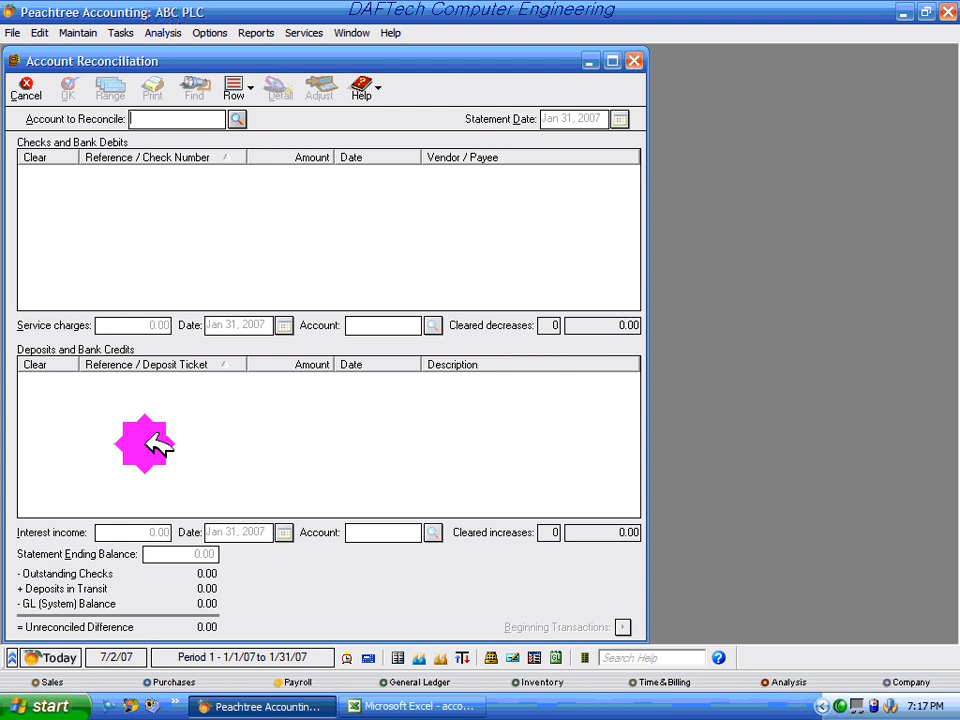 Peachtree Accounting: ABC PLC
DAFTech Computer Engineering
File Edit Maintain Tasks Analysis Options Reports Services Window Help
Account Reconciliation
Cancel OK Range Print Find Row Detail Adjust Help
Account to Reconcile: Statement Date: Jan 31, 2007
Checks and Bank Debits
Clear Reference / Check Number Amount Date Vendor / Payee
Service charges: 0.00 Date: Jan 31, 2007 Account: Cleared decreases: 0 0.00
Deposits and Bank Credits
Clear Reference / Deposit Ticket Amount Date Description
Interest income: 0.00 Date: Jan 31, 2007 Account: Cleared increases: 0 0.00
Statement Ending Balance: 0.00
- Outstanding Checks 0.00
+ Deposits in Transit 0.00
- GL (System) Balance 0.00
= Unreconciled Difference 0.00
Beginning Transactions:
Today 7/2/07 Period 1 - 1/1/07 to 1/31/07 Search Help
Sales Purchases Payroll General Ledger Inventory Time & Billing Analysis Company
start Peachtree Accountin... Microsoft Excel - acco... 7:17 PM